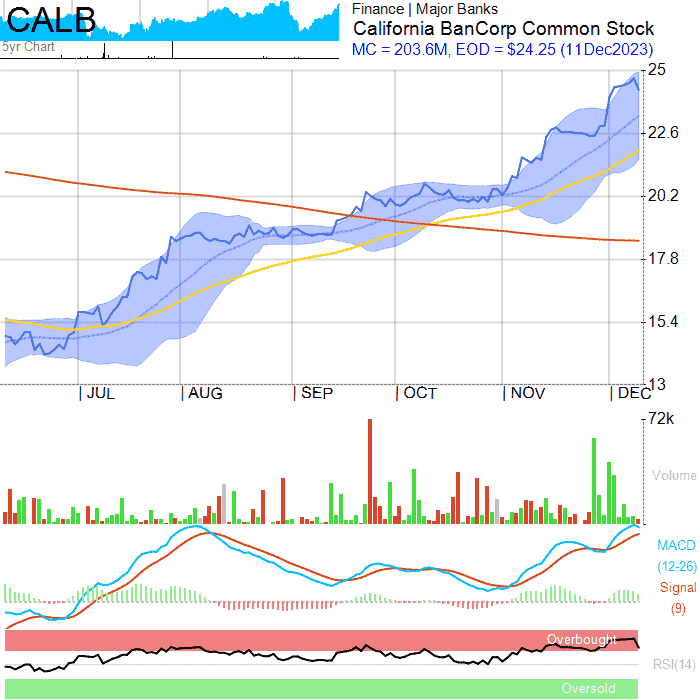 CALB
5yr Chart
Finance | Major Banks
California BanCorp Common Stock
MC = 203.6M, EOD = $24.25 (11Dec2023)
25
22.6
20.2
17.8
15.4
13
| JUL | AUG | SEP | OCT | NOV | DEC
72k
Volume
MACD
(12-26)
Signal
(9)
Overbought
RSI(14)
Oversold